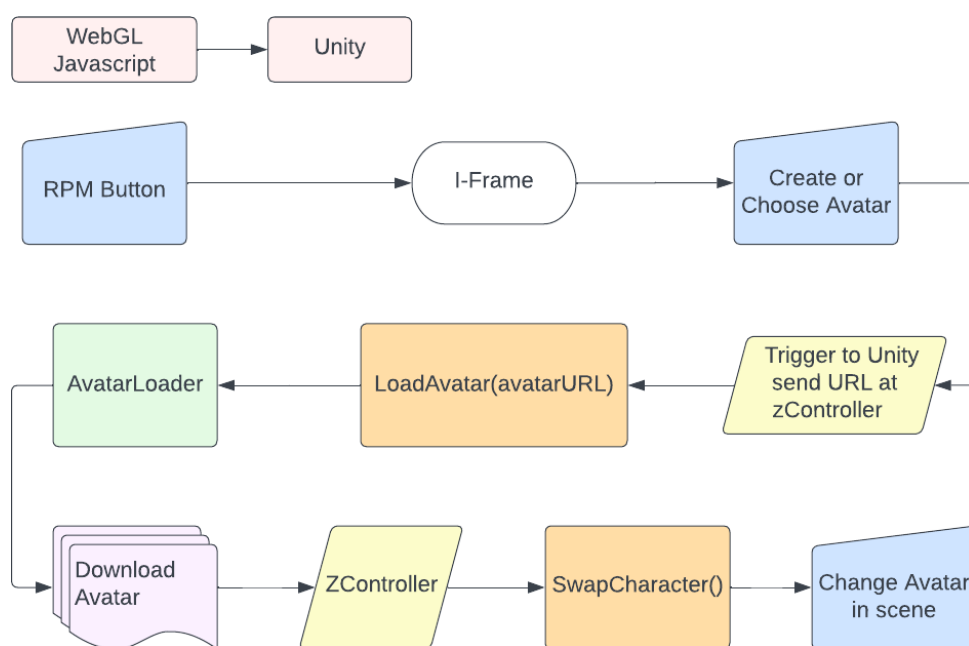 WebGL
Javascript
Unity
RPM Button
I-Frame
Create or
Choose Avatar
AvatarLoader
LoadAvatar(avatarURL)
Trigger to Unity
send URL at
zController
Download
Avatar
ZController
SwapCharacter()
Change Avatar
in scene